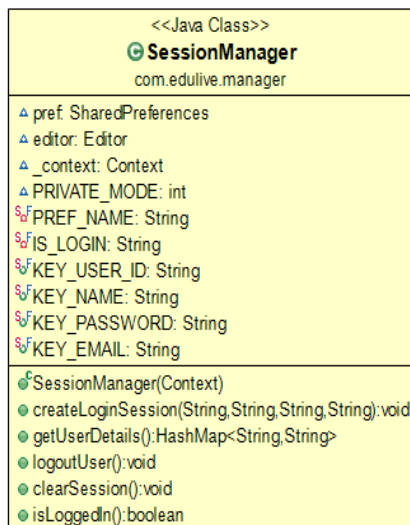 <<Java Class>>
SessionManager
com.edulive.manager
pref: SharedPreferences
editor: Editor
_context: Context
PRIVATE_MODE: int
PREF_NAME: String
IS_LOGIN: String
KEY_USER_ID: String
KEY_NAME: String
KEY_PASSWORD: String
KEY_EMAIL: String
SessionManager(Context)
createLoginSession(String,String,String,String):void
getUserDetails():HashMap<String,String>
logoutUser():void
clearSession():void
isLoggedIn():boolean